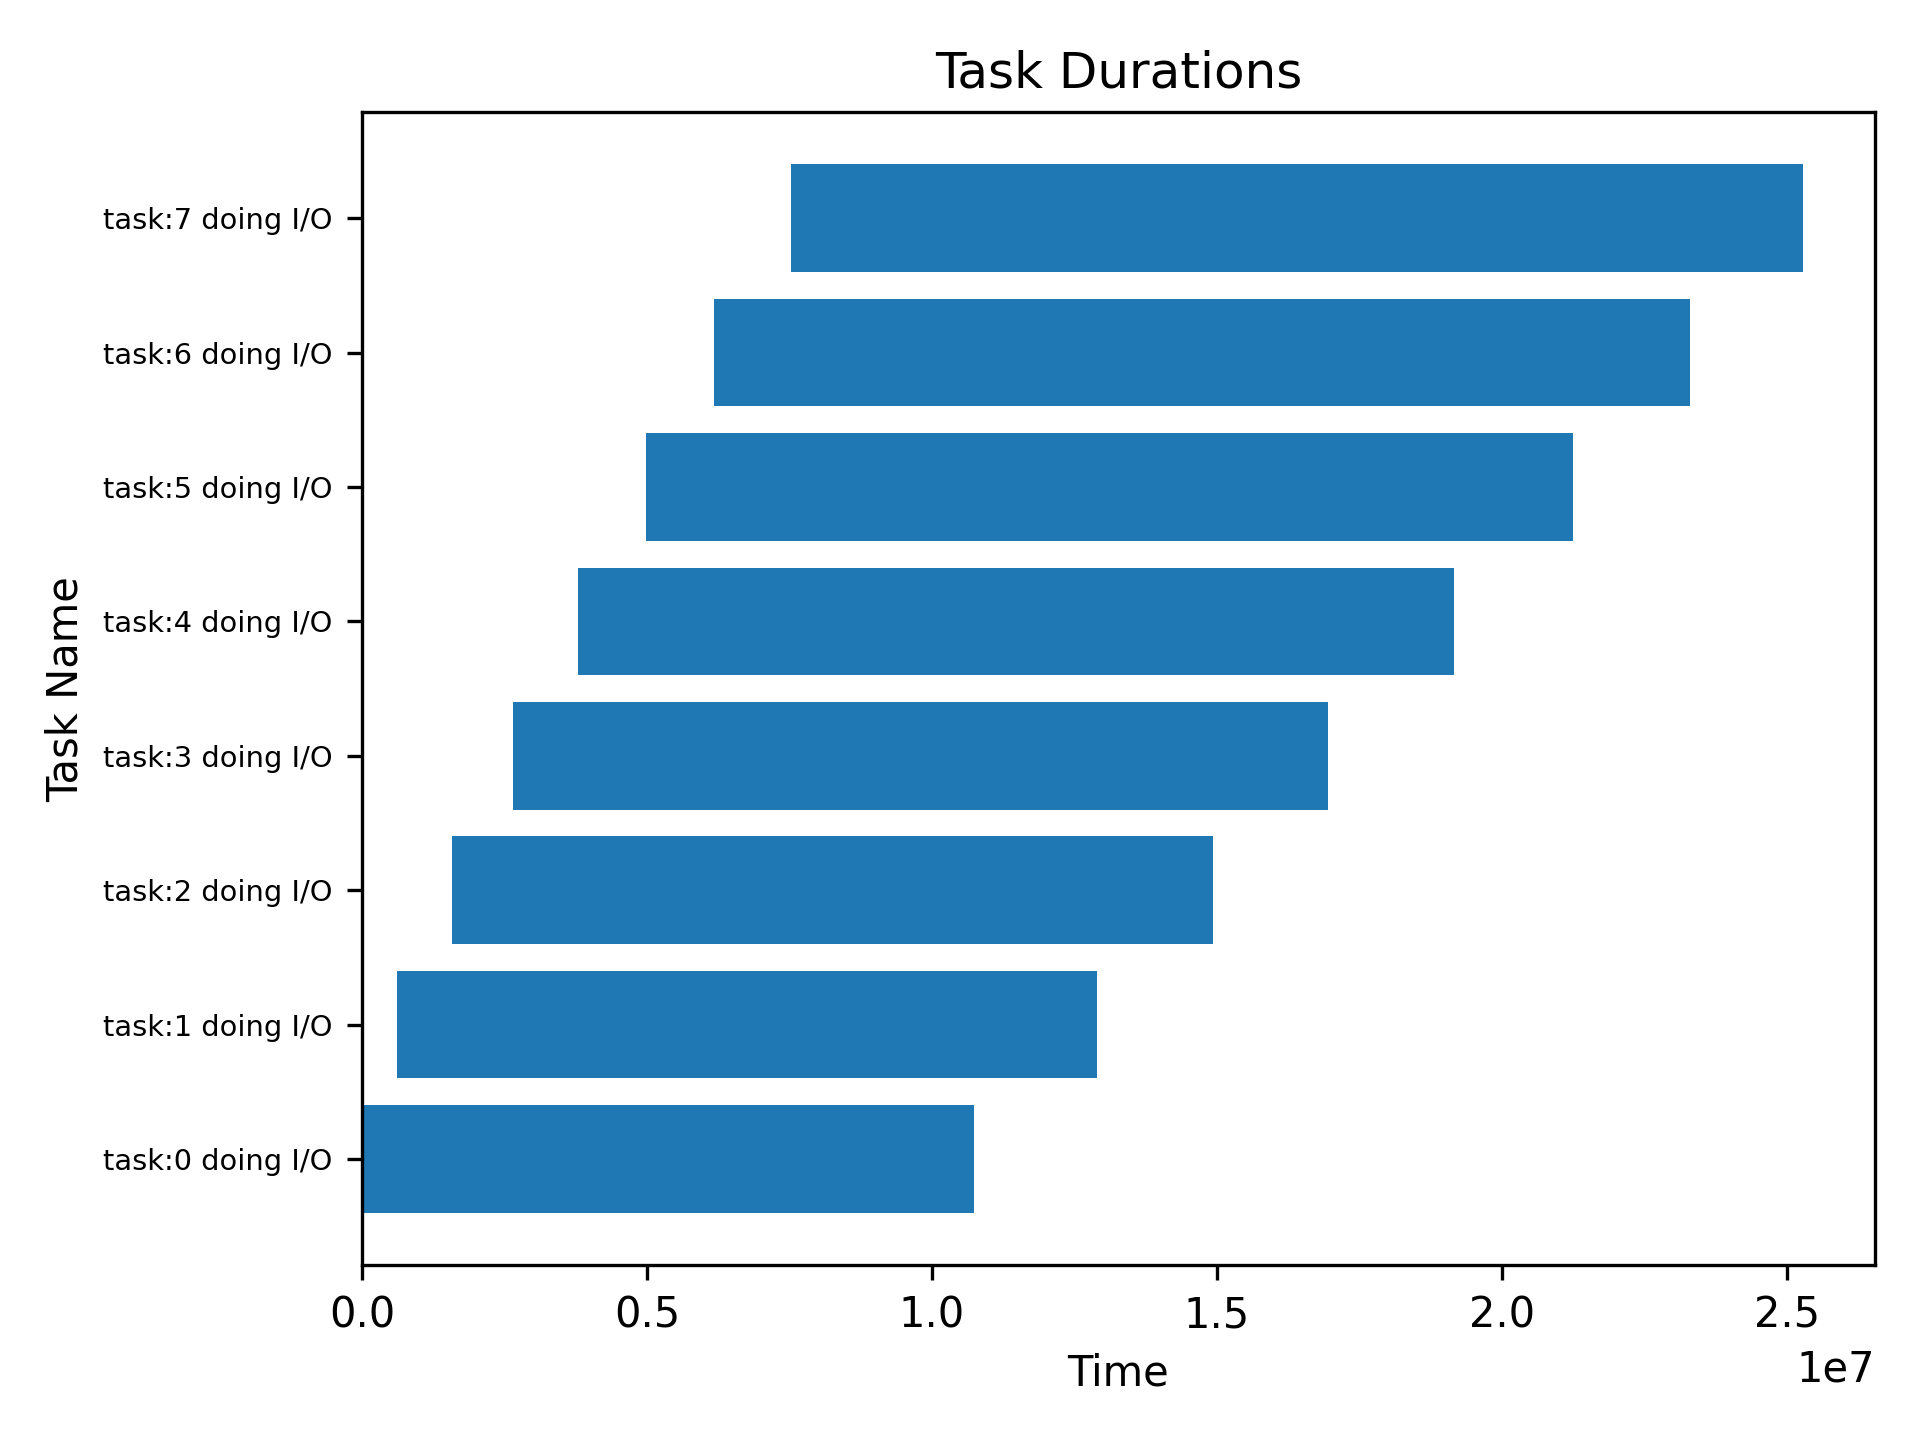 Task Durations
task:7 doing I/O
task:6 doing I/O
task:5 doing I/O
task:4 doing I/O
task:3 doing I/O
task:2 doing I/O
task:1 doing I/O
task:0 doing I/O
Task Name
0.0 0.5 1.0 1.5 2.0 2.5
1e7
Time